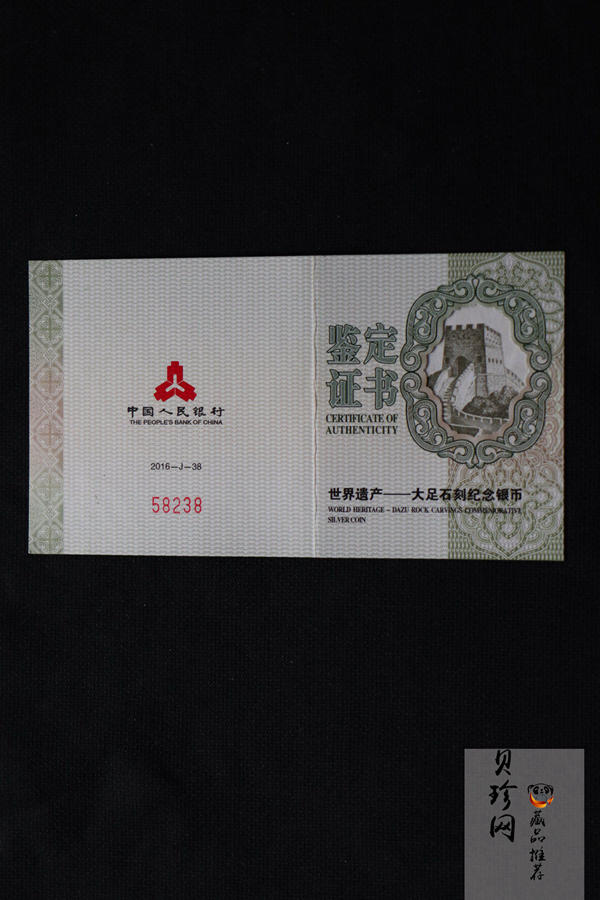 中国人民银行
THE PEOPLE'S BANK OF CHINA
2016—J—38
58238
鉴定
证书
CERTIFICATE OF
AUTHENTICITY
世界遗产——大足石刻纪念银币
WORLD HERITAGE – DAZU ROCK CARVINGS COMMEMORATIVE
SILVER COIN
贝珍网
藏品推荐